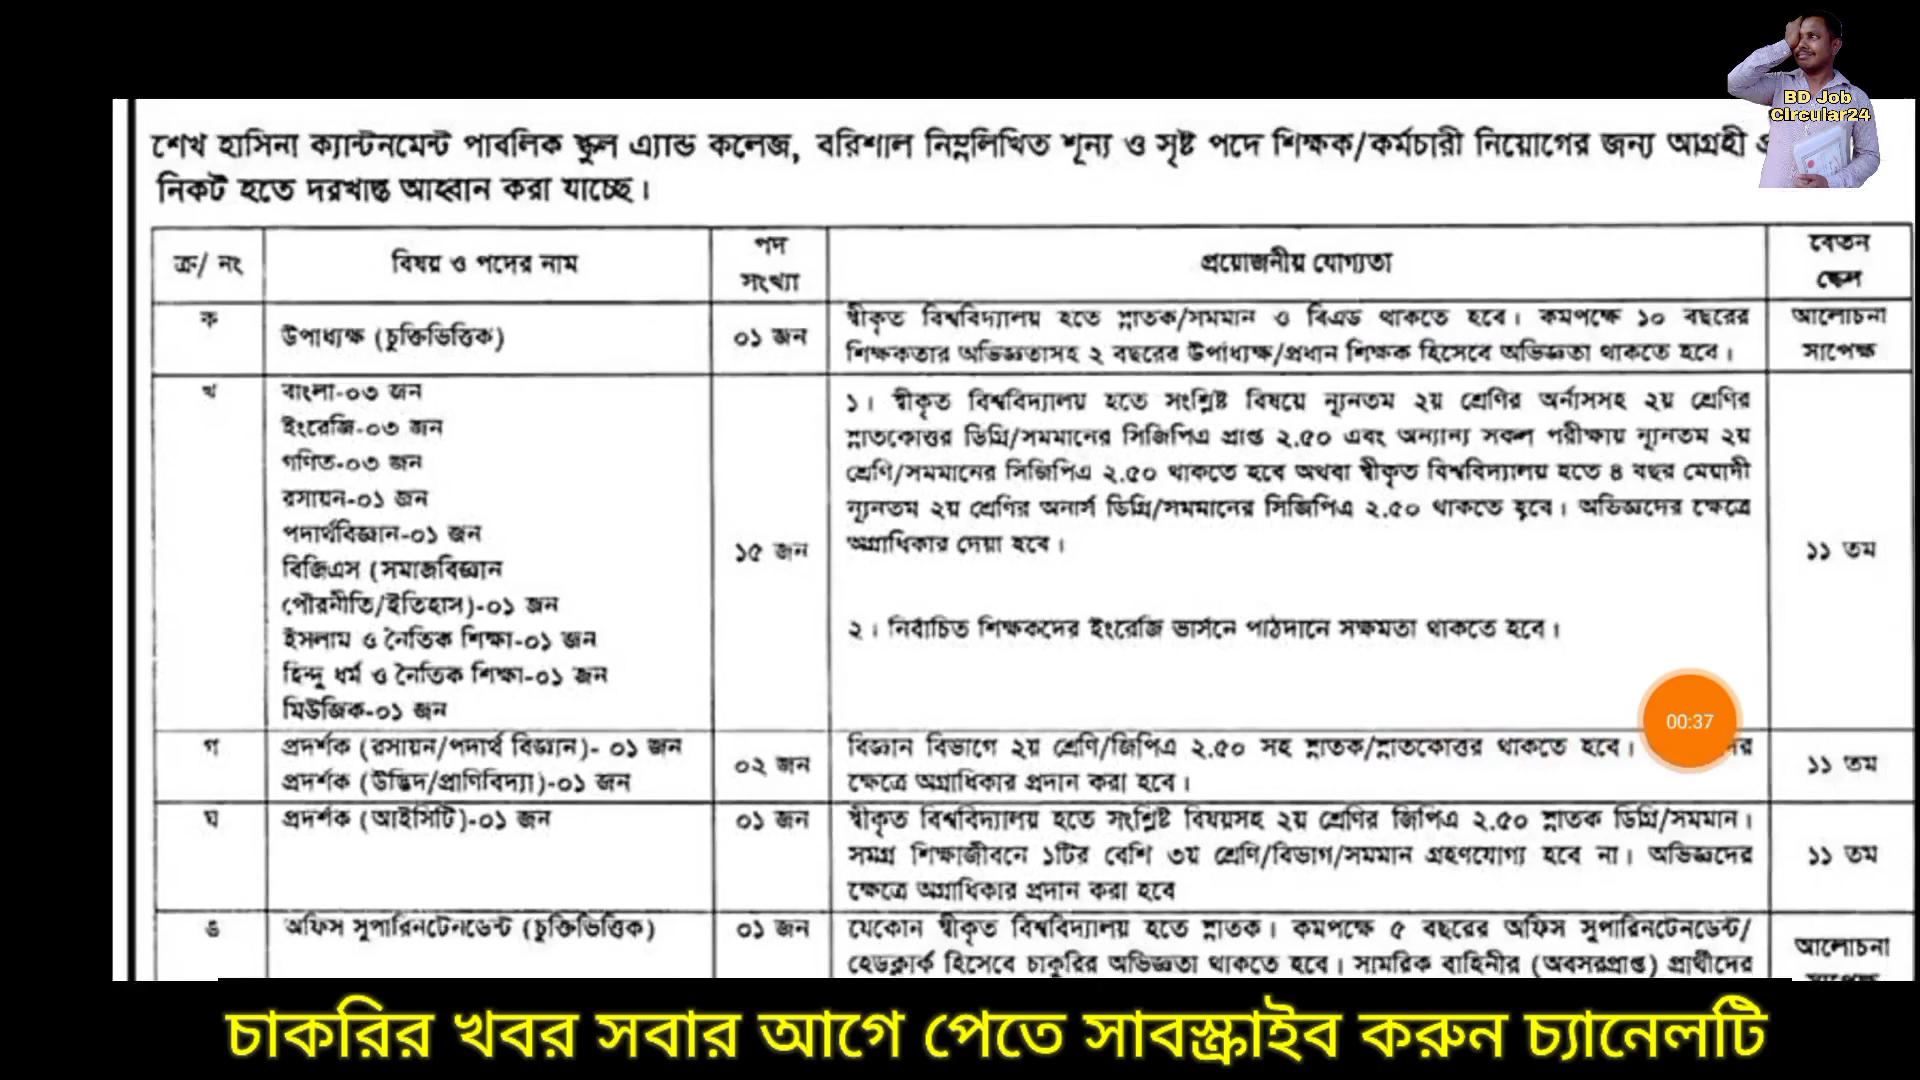 BD Job
Circular24
শেখ হাসিনা ক্যান্টনমেন্ট পাবলিক স্কুল এ্যান্ড কলেজ, বরিশাল নিম্নলিখিত শূন্য ও সৃষ্ট পদে শিক্ষক/কর্মচারী নিয়োগের জন্য আগ্রহী
নিকট হতে দরখাস্ত আহ্বান করা যাচ্ছে।
ক্র/ নং
বিষয় ও পদের নাম
পদ
সংখ্যা
প্রয়োজনীয় যোগ্যতা
বেতন
স্কেল
ক
উপাধ্যক্ষ (চুক্তিভিত্তিক)
০১ জন
স্বীকৃত বিশ্ববিদ্যালয় হতে স্নাতক/সমমান ও বিএড থাকতে হবে। কমপক্ষে ১০ বছরের
শিক্ষকতার অভিজ্ঞতাসহ ২ বছরের উপাধ্যক্ষ/প্রধান শিক্ষক হিসেবে অভিজ্ঞতা থাকতে হবে।
আলোচনা
সাপেক্ষ
খ
বাংলা-০৩ জন
ইংরেজি-০৩ জন
গণিত-০৩ জন
রসায়ন-০১ জন
পদার্থবিজ্ঞান-০১ জন
বিজিএস (সমাজবিজ্ঞান
পৌরনীতি/ইতিহাস)-০১ জন
ইসলাম ও নৈতিক শিক্ষা-০১ জন
হিন্দু ধর্ম ও নৈতিক শিক্ষা-০১ জন
মিউজিক-০১ জন
১৫ জন
১। স্বীকৃত বিশ্ববিদ্যালয় হতে সংশ্লিষ্ট বিষয়ে ন্যূনতম ২য় শ্রেণির অর্নাসসহ ২য় শ্রেণির
স্নাতকোত্তর ডিগ্রি/সমমানের সিজিপিএ প্রাপ্ত ২.৫০ এবং অন্যান্য সকল পরীক্ষায় ন্যূনতম ২য়
শ্রেণি/সমমানের সিজিপিএ ২.৫০ থাকতে হবে অথবা স্বীকৃত বিশ্ববিদ্যালয় হতে ৪ বছর মেয়াদী
ন্যূনতম ২য় শ্রেণির অনার্স ডিগ্রি/সমমানের সিজিপিএ ২.৫০ থাকতে হবে। অভিজ্ঞদের ক্ষেত্রে
অগ্রাধিকার দেয়া হবে।
২। নির্বাচিত শিক্ষকদের ইংরেজি ভার্সনে পাঠদানে সক্ষমতা থাকতে হবে।
১১ তম
00:37
গ
প্রদর্শক (রসায়ন/পদার্থ বিজ্ঞান)- ০১ জন
প্রদর্শক (উদ্ভিদ/প্রাণিবিদ্যা)-০১ জন
০২ জন
বিজ্ঞান বিভাগে ২য় শ্রেণি/জিপিএ ২.৫০ সহ স্নাতক/স্নাতকোত্তর থাকতে হবে।
ক্ষেত্রে অগ্রাধিকার প্রদান করা হবে।
১১ তম
ঘ
প্রদর্শক (আইসিটি)-০১ জন
০১ জন
স্বীকৃত বিশ্ববিদ্যালয় হতে সংশ্লিষ্ট বিষয়সহ ২য় শ্রেণির জিপিএ ২.৫০ স্নাতক ডিগ্রি/সমমান।
সমগ্র শিক্ষাজীবনে ১টির বেশি ৩য় শ্রেণি/বিভাগ/সমমান গ্রহণযোগ্য হবে না। অভিজ্ঞদের
ক্ষেত্রে অগ্রাধিকার প্রদান করা হবে
১১ তম
ঙ
অফিস সুপারিনটেনডেন্ট (চুক্তিভিত্তিক)
০১ জন
যেকোন স্বীকৃত বিশ্ববিদ্যালয় হতে স্নাতক। কমপক্ষে ৫ বছরের অফিস সুপারিনটেনডেন্ট/
হেডক্লার্ক হিসেবে চাকুরির অভিজ্ঞতা থাকতে হবে। সামরিক বাহিনীর (অবসরপ্রাপ্ত) প্রার্থীদের
আলোচনা
চাকরির খবর সবার আগে পেতে সাবস্ক্রাইব করুন চ্যানেলটি